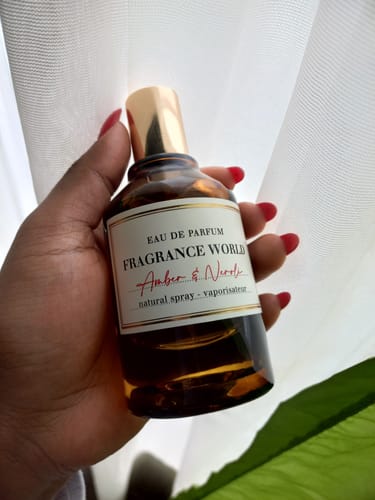 EAU DE PARFUM
FRAGRANCE WORLD
Amber & Neroli
natural spray - vaporisateur